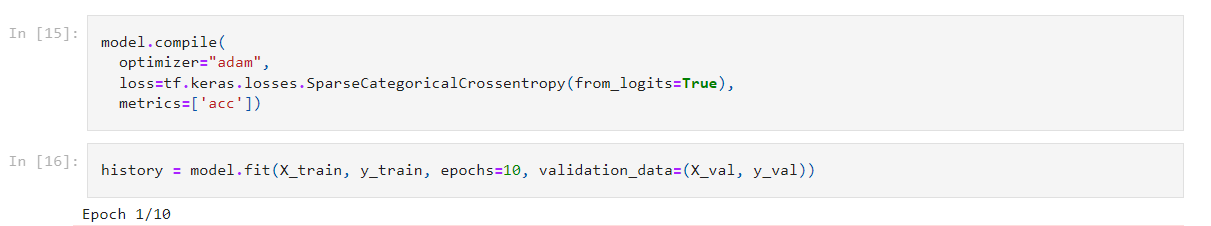 In [15]:
model.compile(
  optimizer="adam",
  loss=tf.keras.losses.SparseCategoricalCrossentropy(from_logits=True),
  metrics=['acc'])
In [16]:
history = model.fit(X_train, y_train, epochs=10, validation_data=(X_val, y_val))
Epoch 1/10